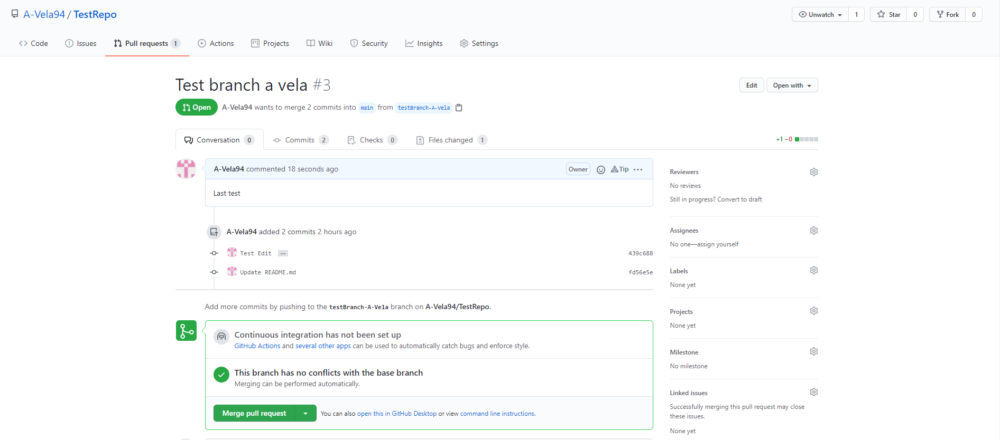 A-Vela94 / TestRepo
Unwatch 1 Star 0 Fork 0
Code Issues Pull requests 1 Actions Projects Wiki Security Insights Settings
Test branch a vela #3
Edit Open with
Open A-Vela94 wants to merge 2 commits into main from testBranch-A-Vela
Conversation 0 Commits 2 Checks 0 Files changed 1
+1 −0
A-Vela94 commented 18 seconds ago
Owner Tip ...
Last test
A-Vela94 added 2 commits 2 hours ago
Test Edit ... 439c688
Update README.md fd56e5e
Add more commits by pushing to the testBranch-A-Vela branch on A-Vela94/TestRepo.
Continuous integration has not been set up
GitHub Actions and several other apps can be used to automatically catch bugs and enforce style.
This branch has no conflicts with the base branch
Merging can be performed automatically.
Merge pull request
You can also open this in GitHub Desktop or view command line instructions.
Reviewers
No reviews
Still in progress? Convert to draft
Assignees
No one—assign yourself
Labels
None yet
Projects
None yet
Milestone
No milestone
Linked issues
Successfully merging this pull request may close
these issues.
None yet